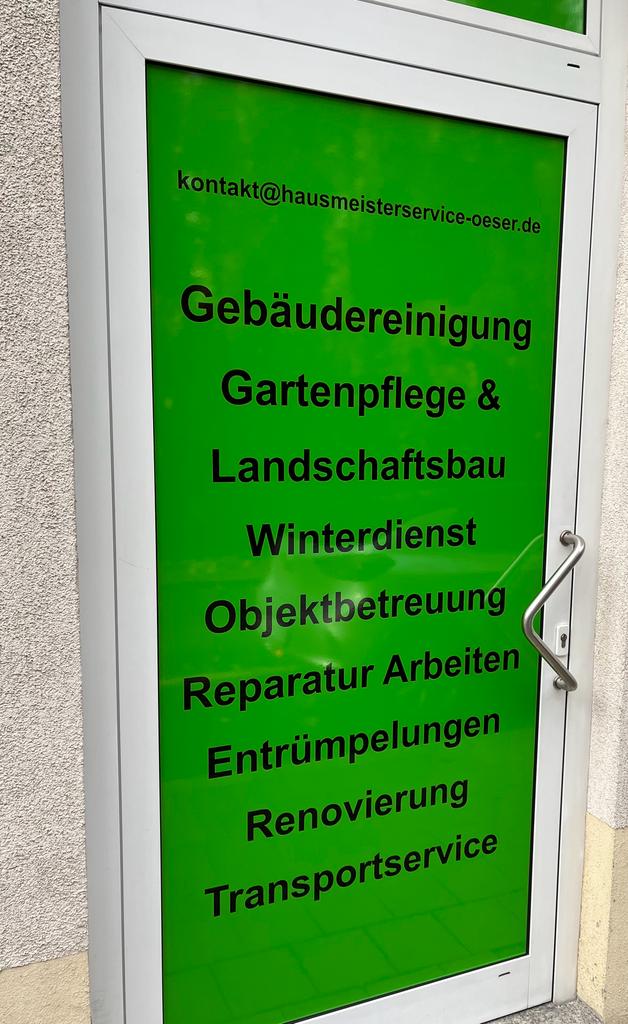 kontakt@hausmeisterservice-oeser.de
Gebäudereinigung
Gartenpflege &
Landschaftsbau
Winterdienst
Objektbetreuung
Reparatur Arbeiten
Entrümpelungen
Renovierung
Transportservice